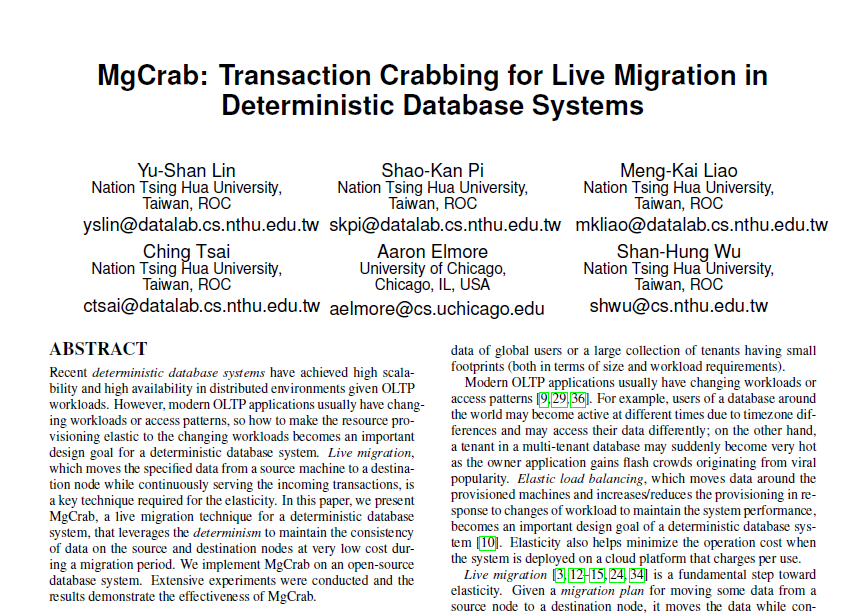 MgCrab: Transaction Crabbing for Live Migration in
Deterministic Database Systems
Yu-Shan Lin
Nation Tsing Hua University,
Taiwan, ROC
yslin@datalab.cs.nthu.edu.tw
Shao-Kan Pi
Nation Tsing Hua University,
Taiwan, ROC
skpi@datalab.cs.nthu.edu.tw
Meng-Kai Liao
Nation Tsing Hua University,
Taiwan, ROC
mkliao@datalab.cs.nthu.edu.tw
Ching Tsai
Nation Tsing Hua University,
Taiwan, ROC
ctsai@datalab.cs.nthu.edu.tw
Aaron Elmore
University of Chicago,
Chicago, IL, USA
aelmore@cs.uchicago.edu
Shan-Hung Wu
Nation Tsing Hua University,
Taiwan, ROC
shwu@cs.nthu.edu.tw
ABSTRACT
Recent deterministic database systems have achieved high scala-
bility and high availability in distributed environments given OLTP
workloads. However, modern OLTP applications usually have chang-
ing workloads or access patterns, so how to make the resource pro-
visioning elastic to the changing workloads becomes an important
design goal for a deterministic database system. Live migration,
which moves the specified data from a source machine to a destina-
tion node while continuously serving the incoming transactions, is
a key technique required for the elasticity. In this paper, we present
MgCrab, a live migration technique for a deterministic database
system, that leverages the determinism to maintain the consistency
of data on the source and destination nodes at very low cost dur-
ing a migration period. We implement MgCrab on an open-source
database system. Extensive experiments were conducted and the
results demonstrate the effectiveness of MgCrab.
data of global users or a large collection of tenants having small
footprints (both in terms of size and workload requirements).
Modern OLTP applications usually have changing workloads or
access patterns [9, 29, 36]. For example, users of a database around
the world may become active at different times due to timezone dif-
ferences and may access their data differently; on the other hand,
a tenant in a multi-tenant database may suddenly become very hot
as the owner application gains flash crowds originating from viral
popularity. Elastic load balancing, which moves data around the
provisioned machines and increases/reduces the provisioning in re-
sponse to changes of workload to maintain the system performance,
becomes an important design goal of a deterministic database sys-
tem [10]. Elasticity also helps minimize the operation cost when
the system is deployed on a cloud platform that charges per use.
Live migration [3, 12–15, 24, 34] is a fundamental step toward
elasticity. Given a migration plan for moving some data from a
source node to a destination node, it moves the data while con-